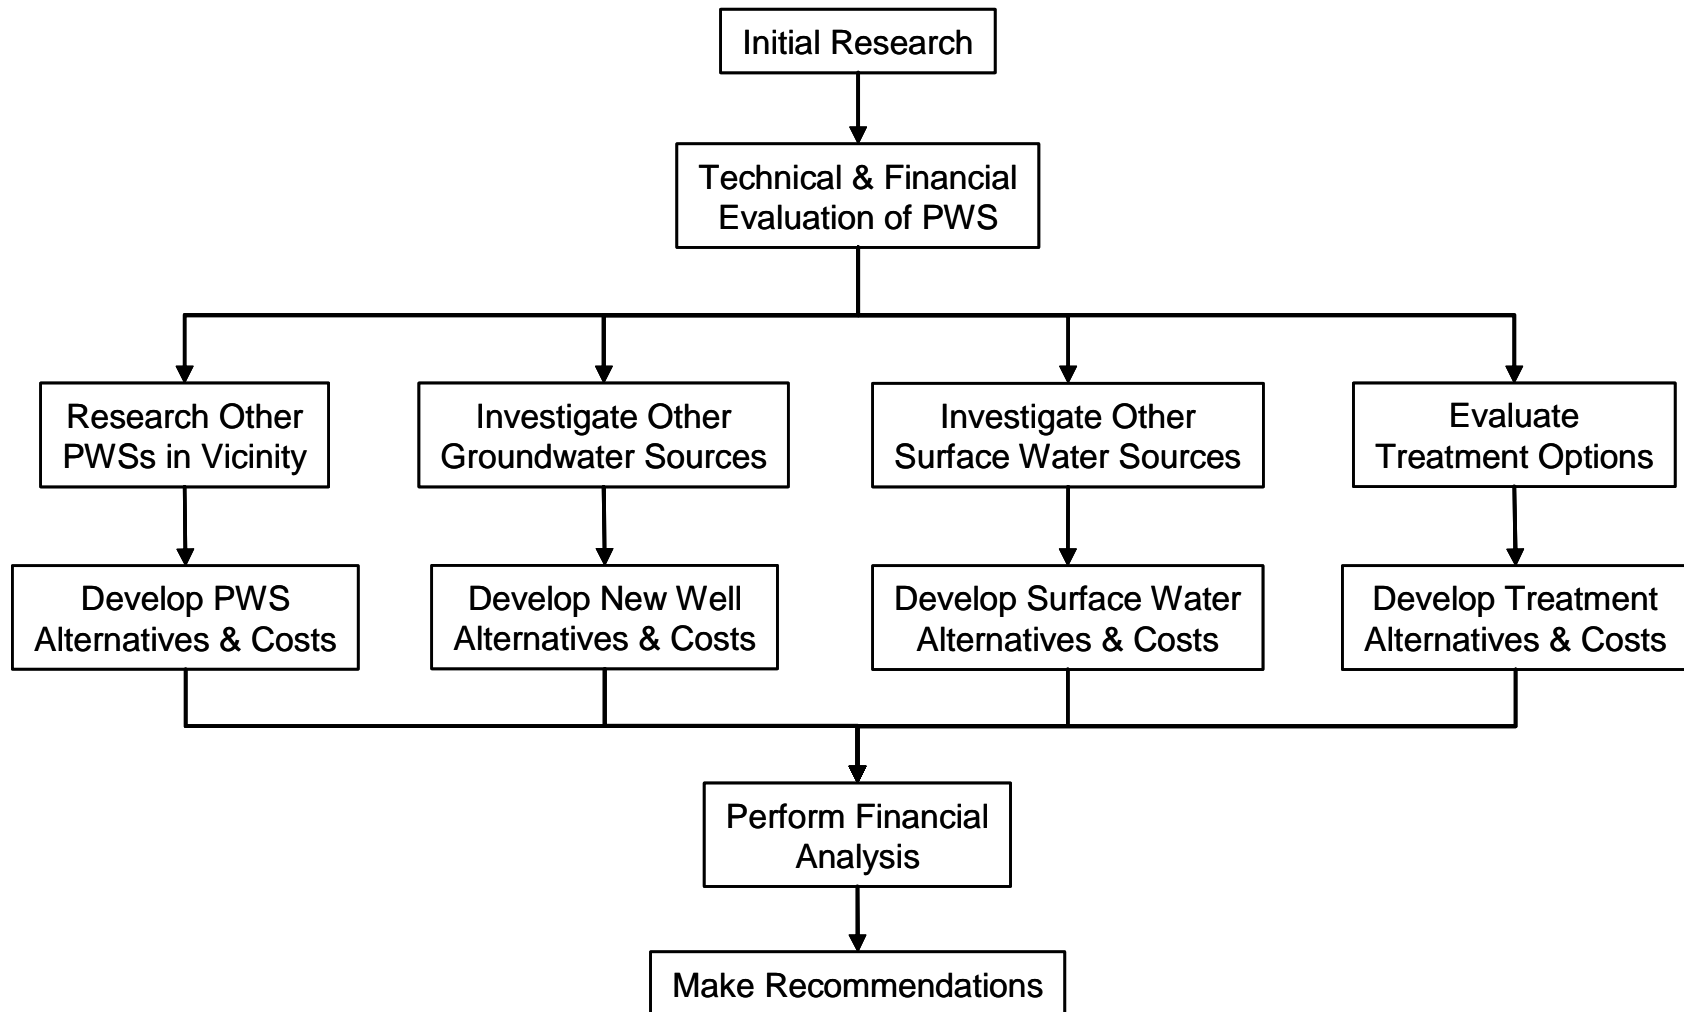 Initial Research
Technical & Financial
Evaluation of PWS
Research Other
PWSs in Vicinity
Investigate Other
Groundwater Sources
Investigate Other
Surface Water Sources
Evaluate
Treatment Options
Develop PWS
Alternatives & Costs
Develop New Well
Alternatives & Costs
Develop Surface Water
Alternatives & Costs
Develop Treatment
Alternatives & Costs
Perform Financial
Analysis
Make Recommendations